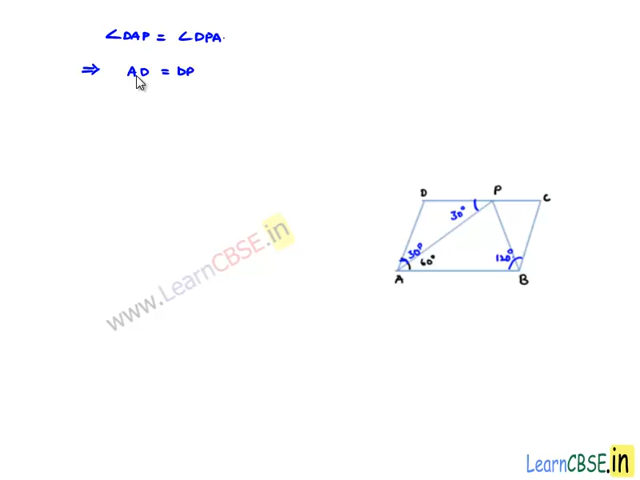 ∠DAP = ∠DPA.
⇒ AD = DP
D P C
30°
30°
60°
120°
A B
www.LearnCBSE.in
LearnCBSE.in